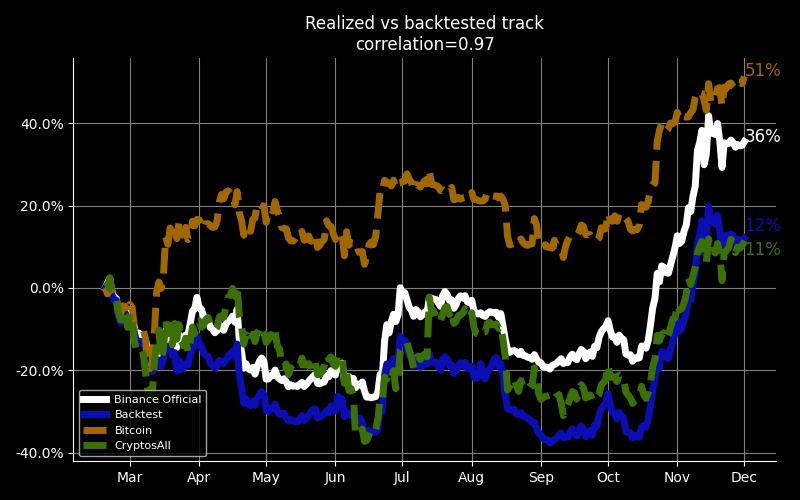 Realized vs backtested track
correlation=0.97
51%
40.0%
36%
20.0%
12%
11%
0.0%
-20.0%
-40.0%
Binance Official
Backtest
Bitcoin
CryptosAll
Mar Apr May Jun Jul Aug Sep Oct Nov Dec